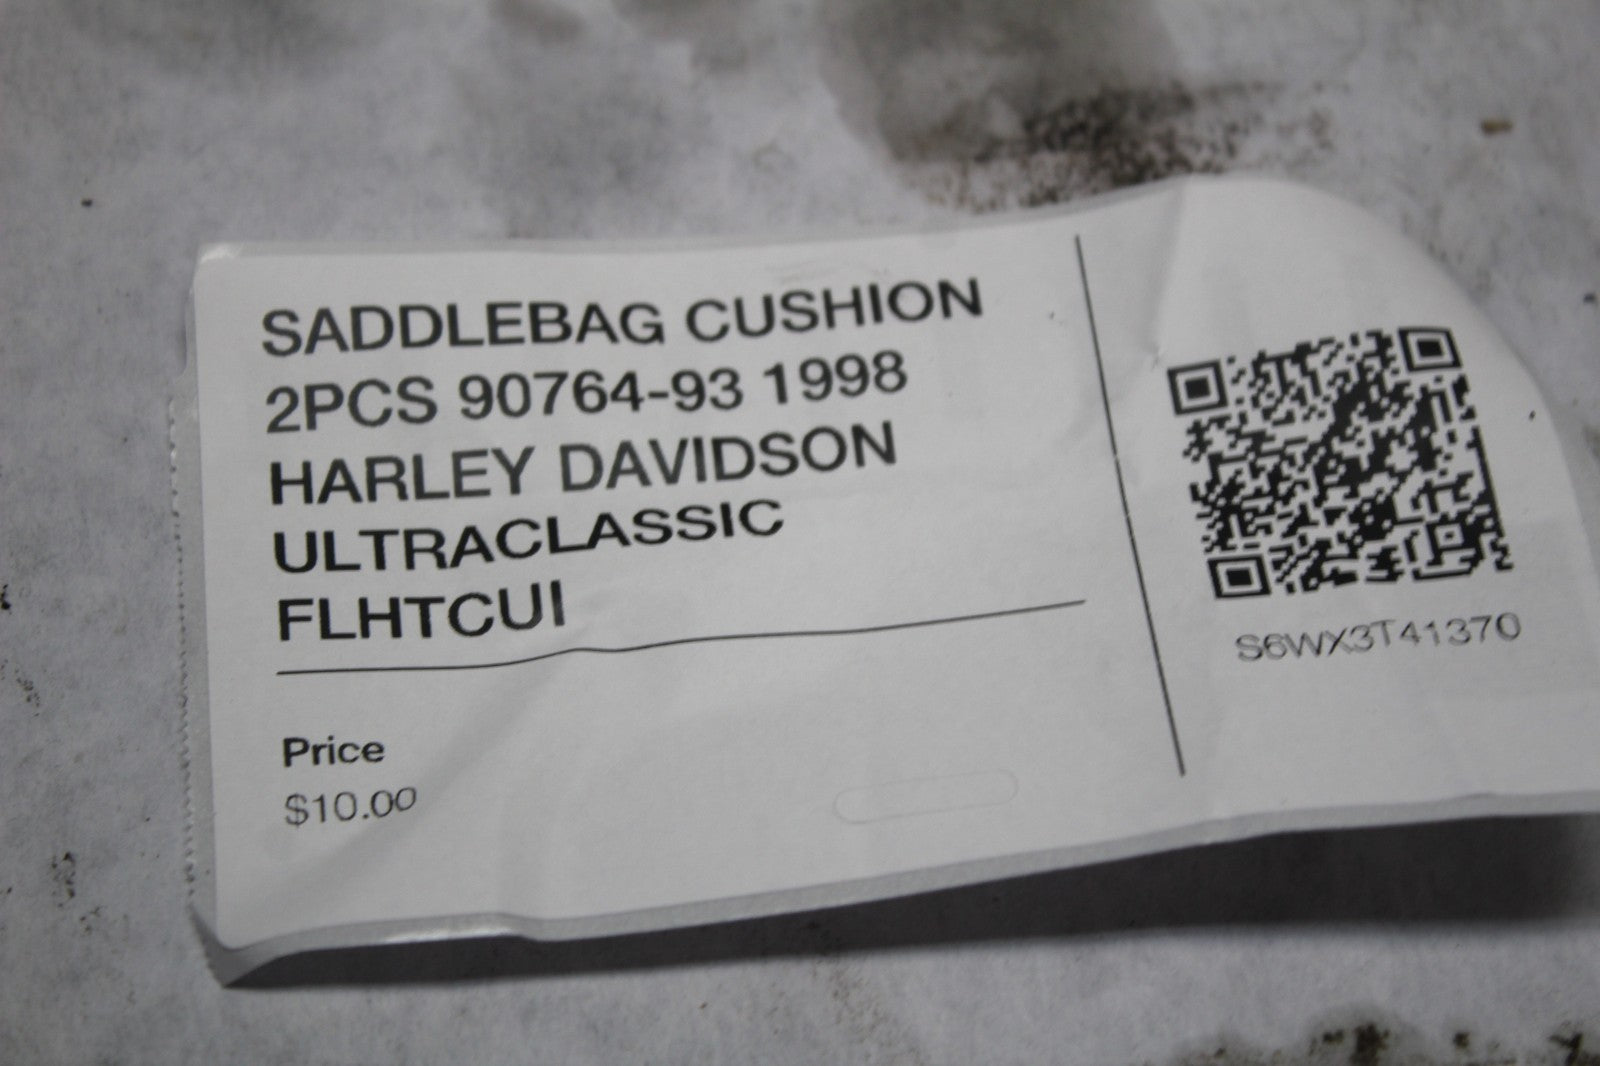 SADDLEBAG CUSHION
2PCS 90764-93 1998
HARLEY DAVIDSON
ULTRACLASSIC
FLHTCUI
Price
$10.00
S6WX3T41370